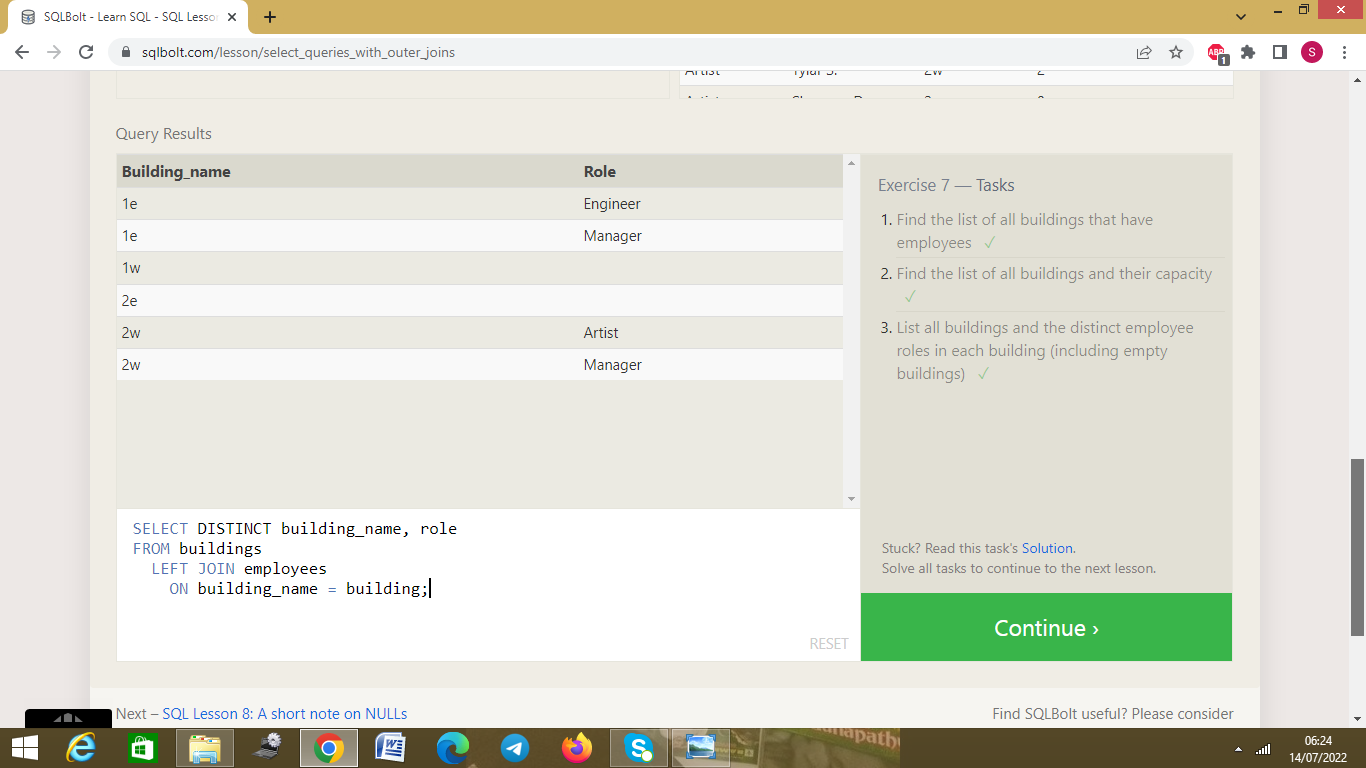 SQLBolt - Learn SQL - SQL Lesson
sqlbolt.com/lesson/select_queries_with_outer_joins
ABP
1
S
Artist Tylar S. 2w 2
Artist
Query Results
Building_name Role
1e Engineer
1e Manager
1w
2e
2w Artist
2w Manager
Exercise 7 — Tasks
1. Find the list of all buildings that have
employees ✓
2. Find the list of all buildings and their capacity
✓
3. List all buildings and the distinct employee
roles in each building (including empty
buildings) ✓
SELECT DISTINCT building_name, role
FROM buildings
LEFT JOIN employees
ON building_name = building;
RESET
Stuck? Read this task's Solution.
Solve all tasks to continue to the next lesson.
Continue ›
Next – SQL Lesson 8: A short note on NULLs
Find SQLBolt useful? Please consider
06:24
14/07/2022